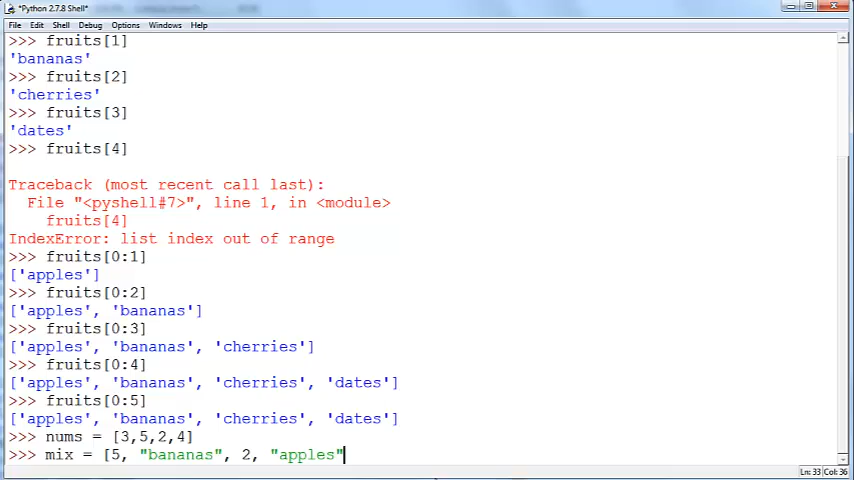 *Python 2.7.8 Shell*
File Edit Shell Debug Options Windows Help
>>> fruits[1]
'bananas'
>>> fruits[2]
'cherries'
>>> fruits[3]
'dates'
>>> fruits[4]
Traceback (most recent call last):
  File "<pyshell#7>", line 1, in <module>
    fruits[4]
IndexError: list index out of range
>>> fruits[0:1]
['apples']
>>> fruits[0:2]
['apples', 'bananas']
>>> fruits[0:3]
['apples', 'bananas', 'cherries']
>>> fruits[0:4]
['apples', 'bananas', 'cherries', 'dates']
>>> fruits[0:5]
['apples', 'bananas', 'cherries', 'dates']
>>> nums = [3,5,2,4]
>>> mix = [5, "bananas", 2, "apples"
Ln: 33 Col: 36